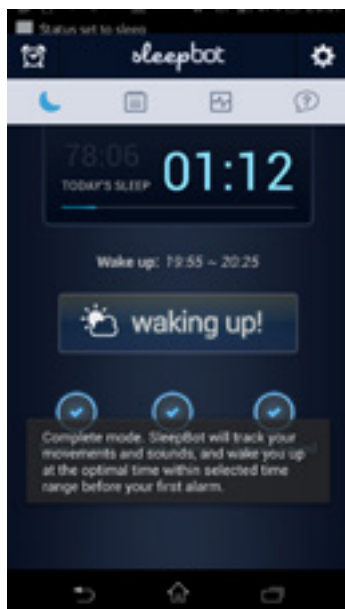 Status set to sleep
sleepbot
78:06
TODAY'S SLEEP 01:12
Wake up: 19:55 ~ 20:25
waking up!
Complete mode. SleepBot will track your
movements and sounds, and wake you up
at the optimal time within selected time
range before your first alarm.